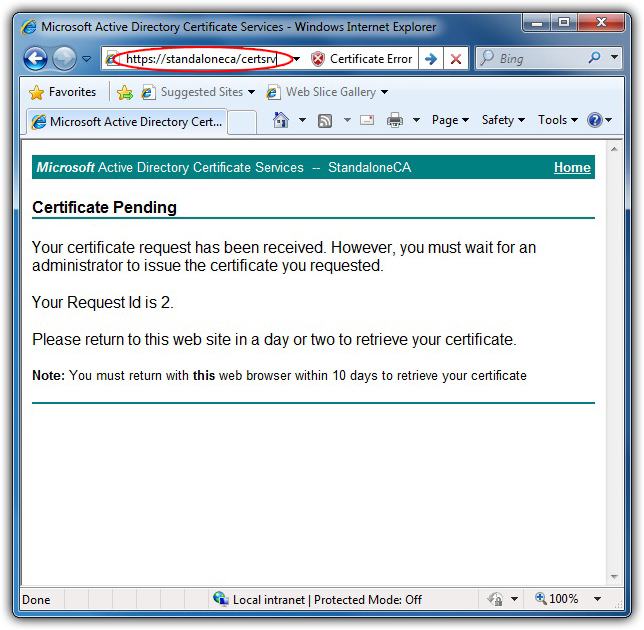 Microsoft Active Directory Certificate Services - Windows Internet Explorer
https://standaloneca/certsrv
Certificate Error
Bing
Favorites
Suggested Sites
Web Slice Gallery
Microsoft Active Directory Cert...
Page
Safety
Tools
Microsoft Active Directory Certificate Services -- StandaloneCA
Home
Certificate Pending
Your certificate request has been received. However, you must wait for an
administrator to issue the certificate you requested.
Your Request Id is 2.
Please return to this web site in a day or two to retrieve your certificate.
Note: You must return with this web browser within 10 days to retrieve your certificate
Done
Local intranet | Protected Mode: Off
100%